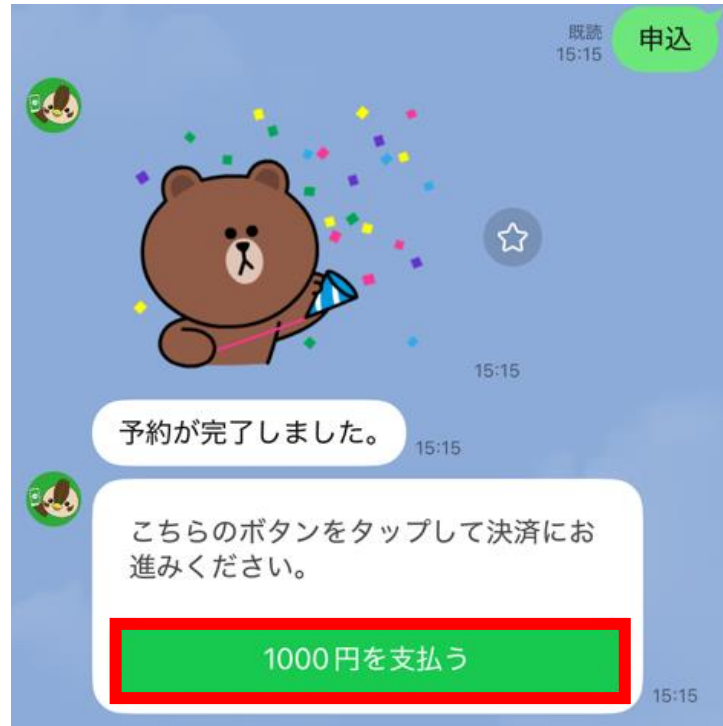 既読
15:15
申込
15:15
予約が完了しました。
15:15
こちらのボタンをタップして決済にお
進みください。
1000円を支払う
15:15